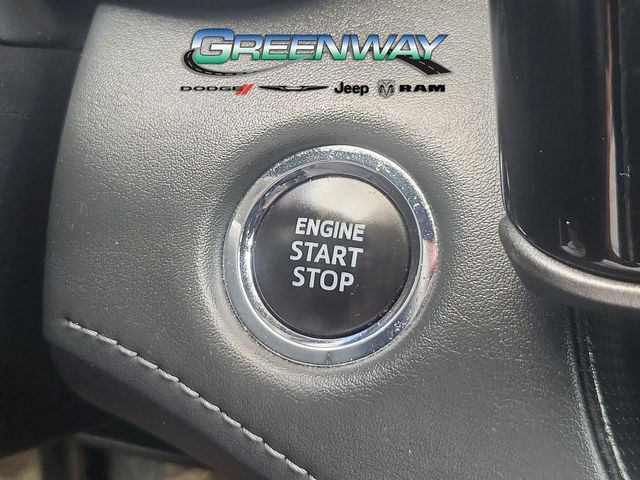 GREENWAY
DODGE Jeep RAM
ENGINE
START
STOP